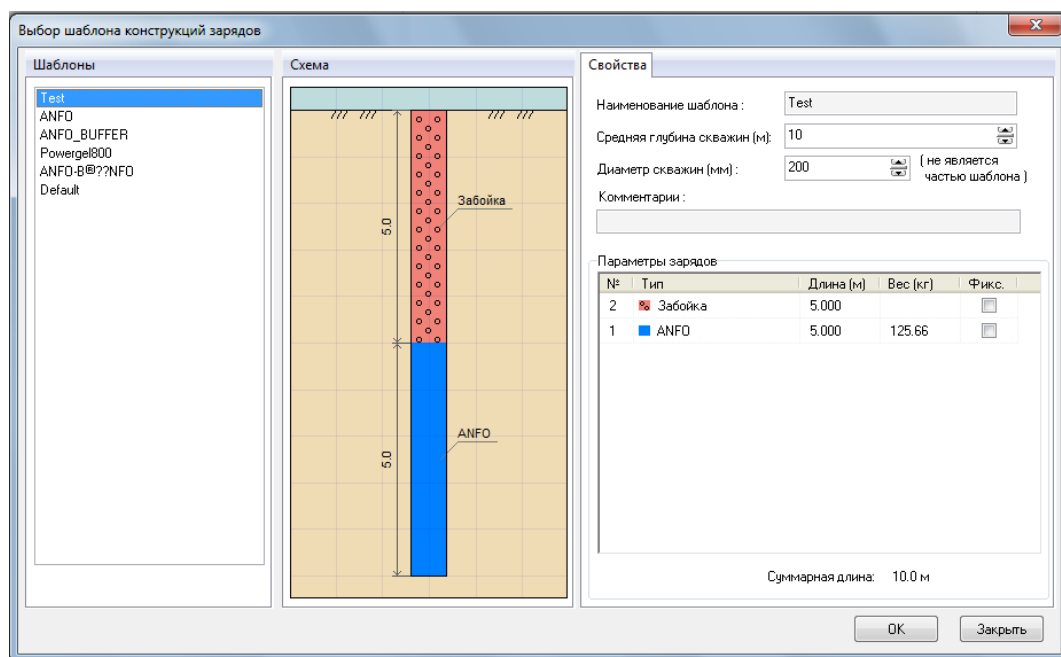 Выбор шаблона конструкций зарядов
Шаблоны
Test
ANFO
ANFO_BUFFER
Powergel800
ANFO-B®??NFO
Default
Схема
5.0
Забойка
5.0
ANFO
Свойства
Наименование шаблона : Test
Средняя глубина скважин (м): 10
Диаметр скважин (мм) : 200 ( не является
частью шаблона )
Комментарии :
Параметры зарядов
№ Тип Длина (м) Вес (кг) Фикс.
2 Забойка 5.000
1 ANFO 5.000 125.66
Суммарная длина: 10.0 м
OK Закрыть